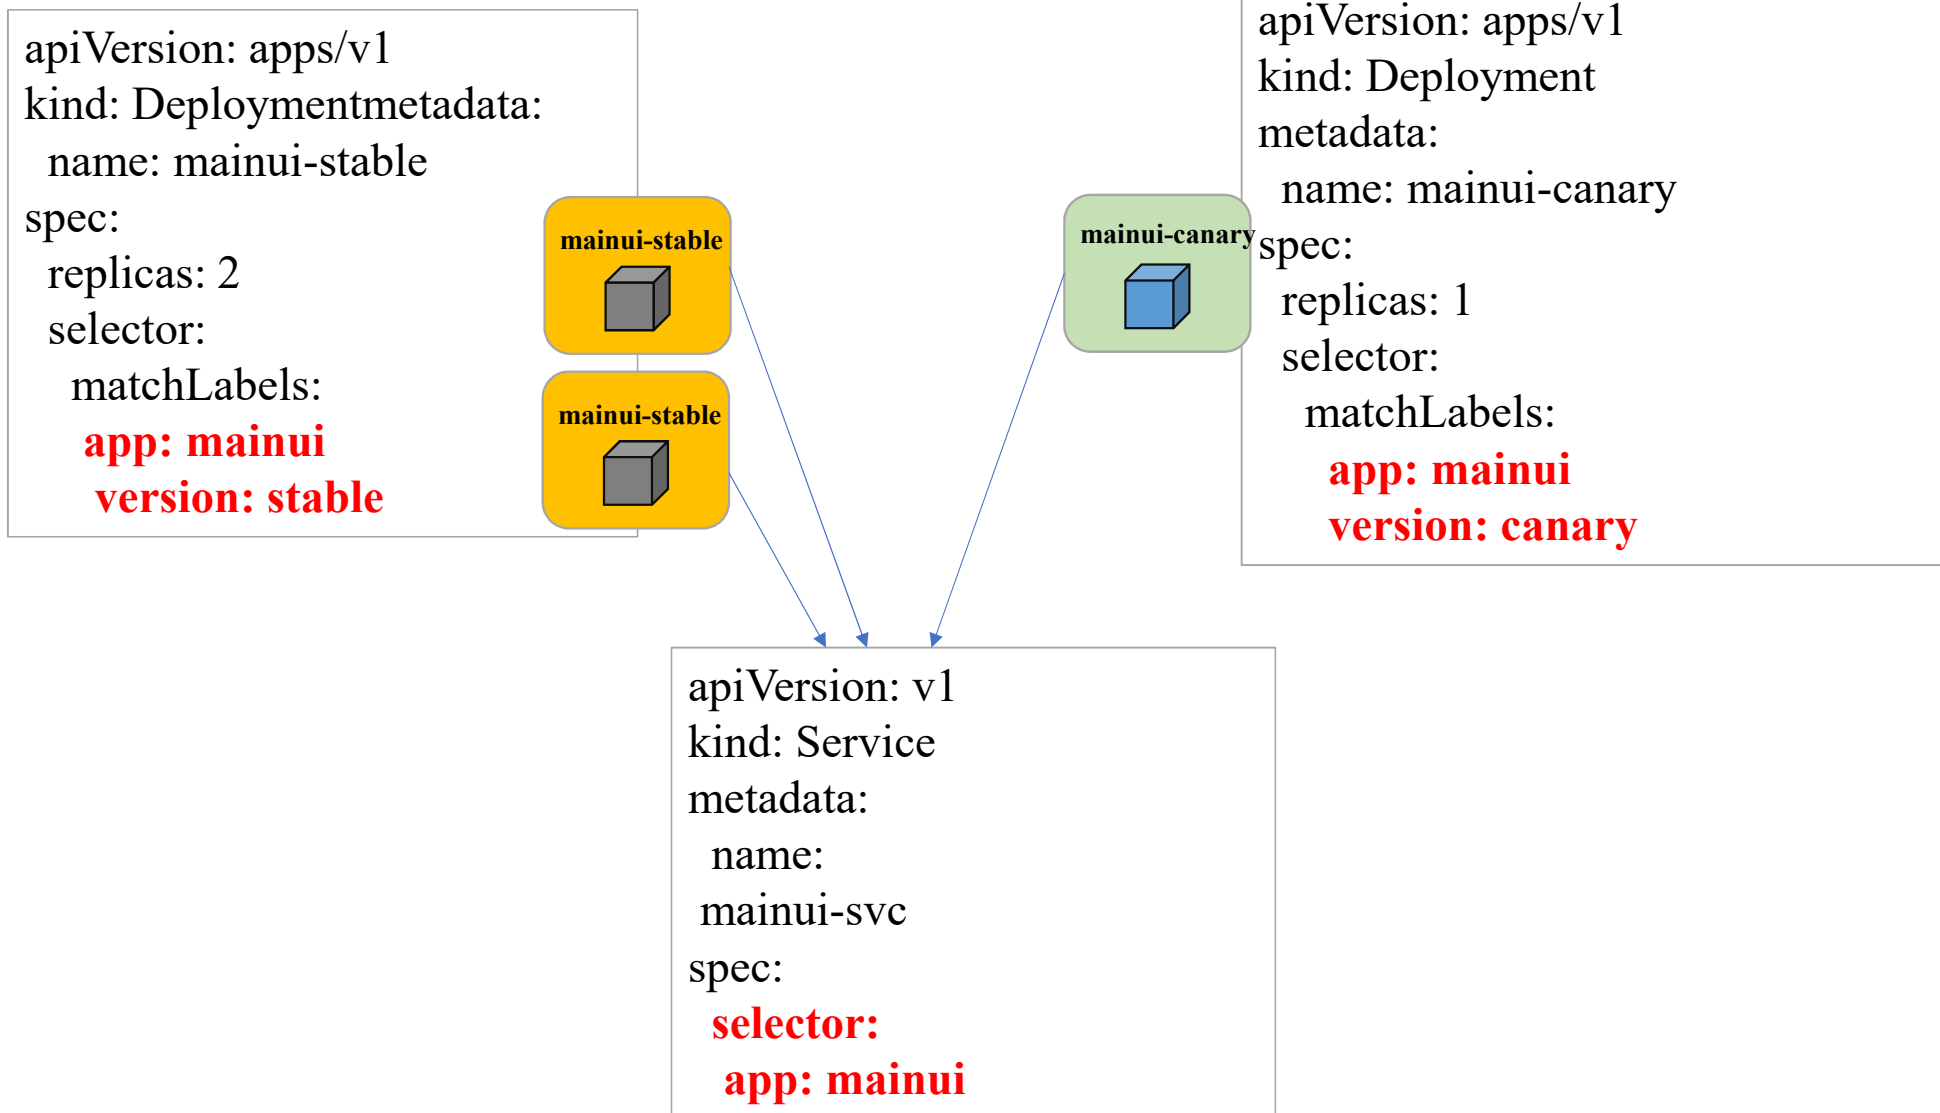 apiVersion: apps/v1
kind: Deploymentmetadata:
name: mainui-stable
spec:
replicas: 2
selector:
matchLabels:
app: mainui
version: stable
mainui-stable
mainui-stable
mainui-canary
apiVersion: apps/v1
kind: Deployment
metadata:
name: mainui-canary
spec:
replicas: 1
selector:
matchLabels:
app: mainui
version: canary
apiVersion: v1
kind: Service
metadata:
name:
mainui-svc
spec:
selector:
app: mainui